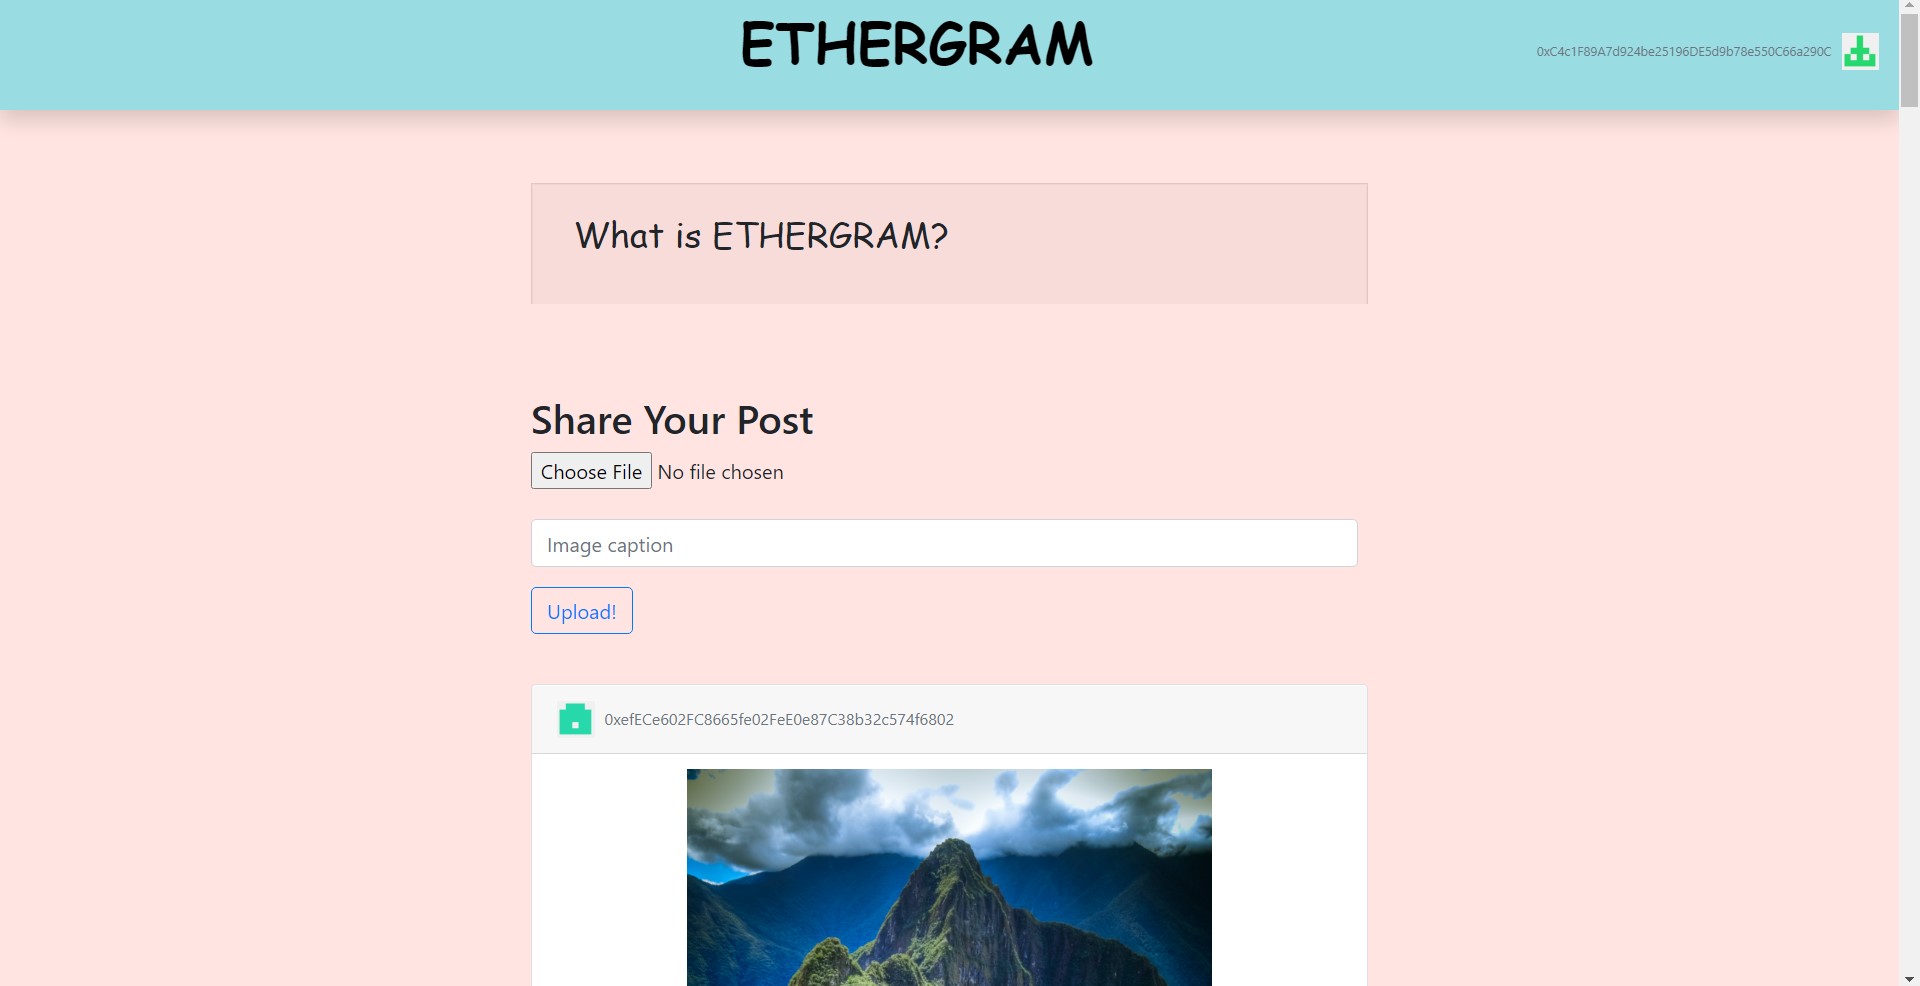 ETHERGRAM
0xC4c1F89A7d924be25196DE5d9b78e550C66a290C
What is ETHERGRAM?
Share Your Post
Choose File No file chosen
Image caption
Upload!
0xefECe602FC8665fe02FeE0e87C38b32c574f6802